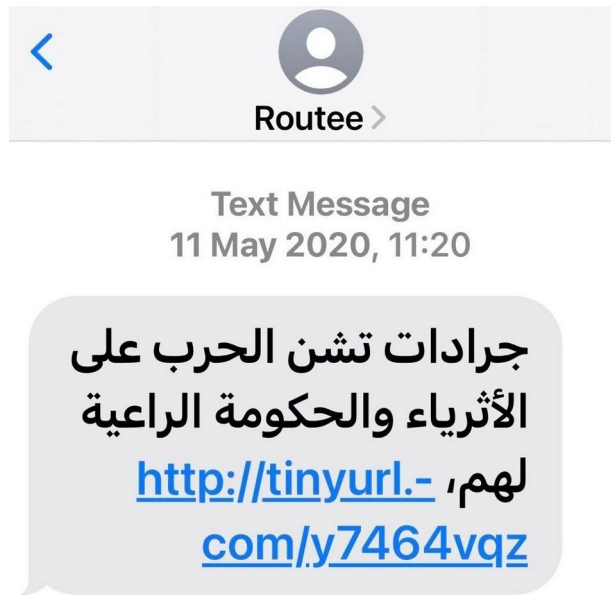 Routee
Text Message
11 May 2020, 11:20
جرادات تشن الحرب على
الأثرياء والحكومة الراعية
لهم، http://tinyurl.-
com/y7464vqz